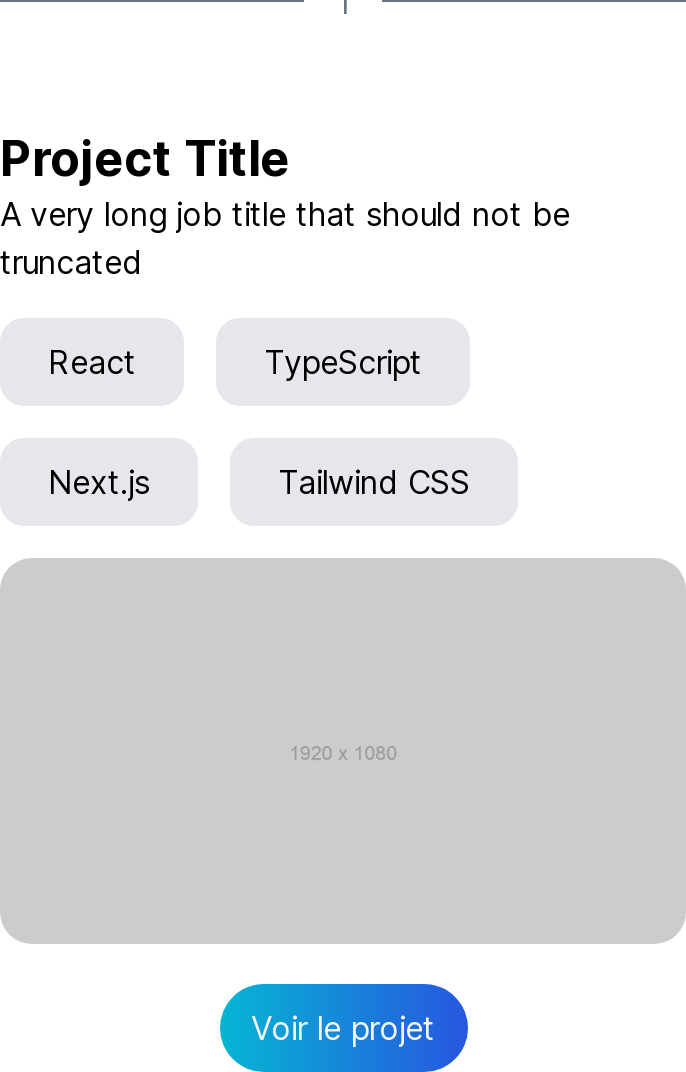 Project Title
A very long job title that should not be
truncated
React
TypeScript
Next.js
Tailwind CSS
1920 x 1080
Voir le projet